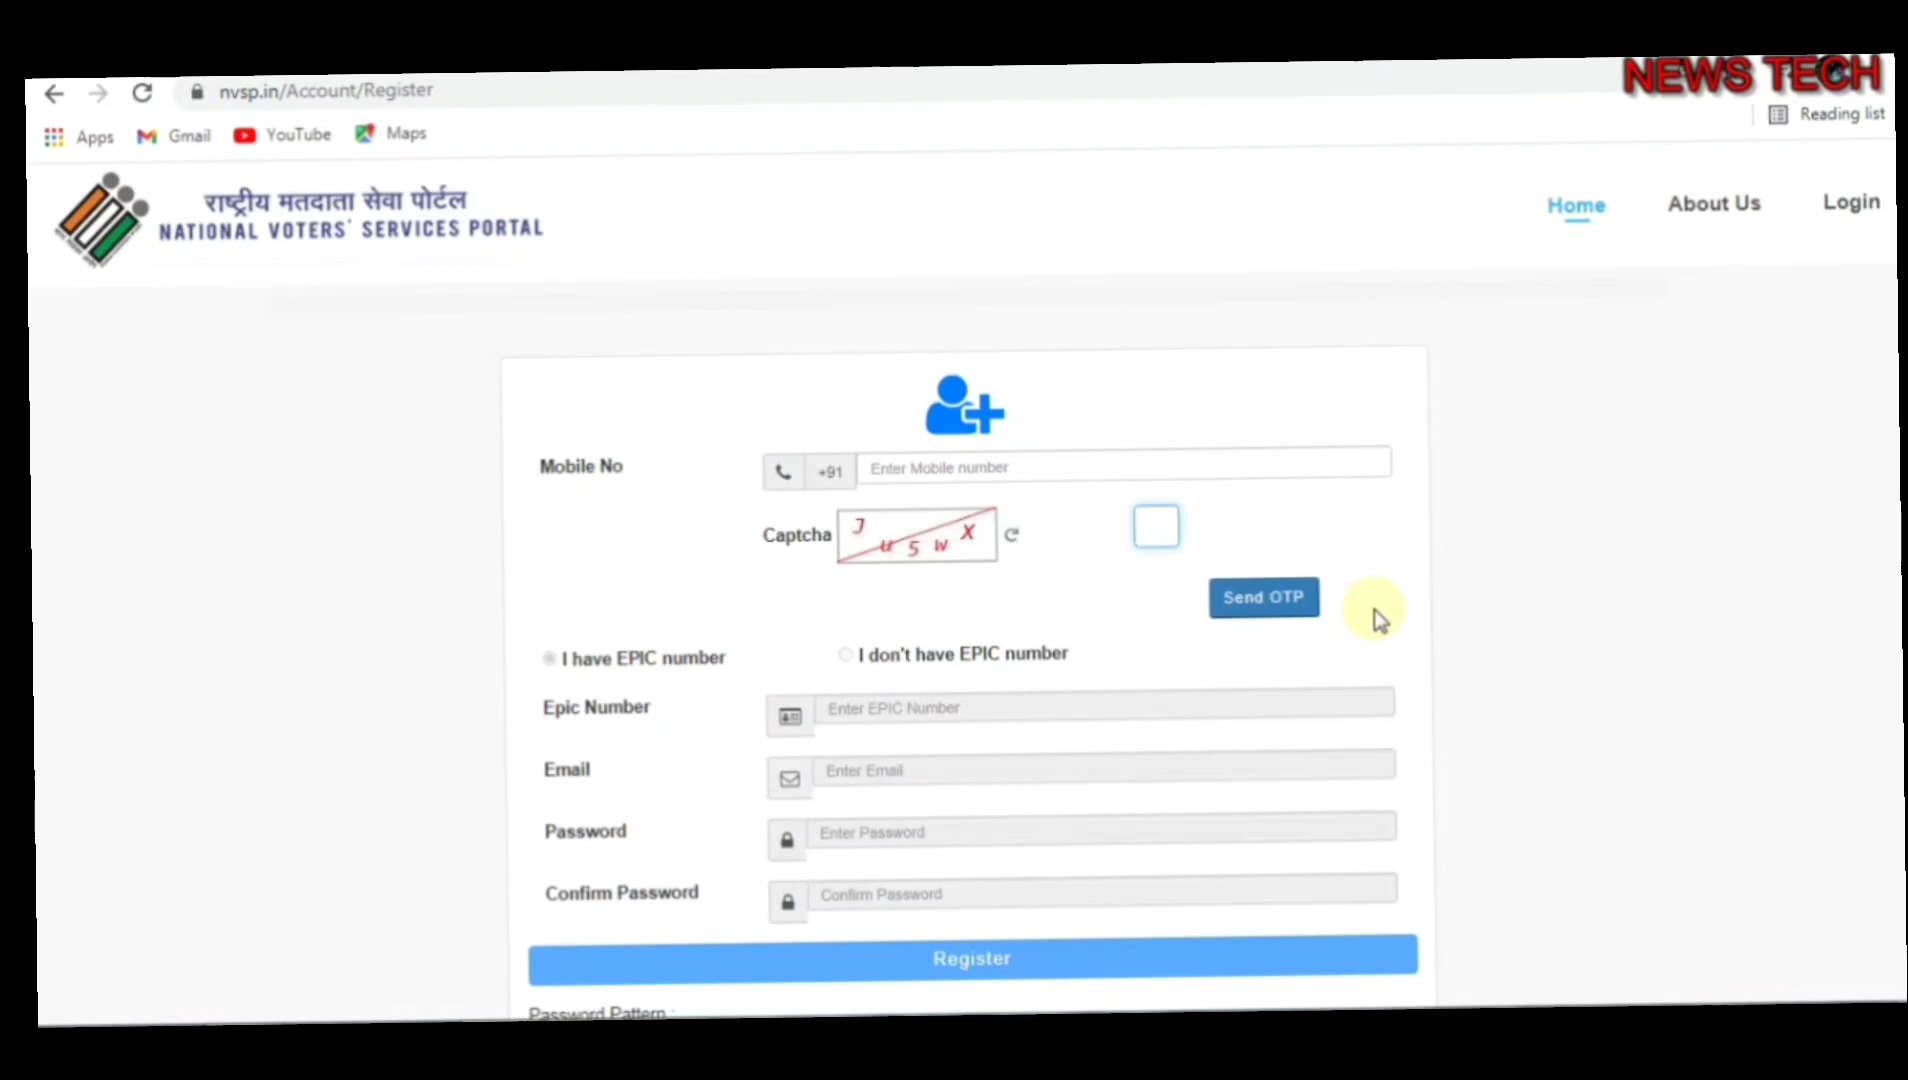 NEWS TECH
nvsp.in/Account/Register
Reading list
Apps Gmail YouTube Maps
राष्ट्रीय मतदाता सेवा पोर्टल
NATIONAL VOTERS' SERVICES PORTAL
Home About Us Login
Mobile No +91 Enter Mobile number
Captcha J u 5 w X
Send OTP
I have EPIC number I don't have EPIC number
Epic Number Enter EPIC Number
Email Enter Email
Password Enter Password
Confirm Password Confirm Password
Register
Password Pattern :